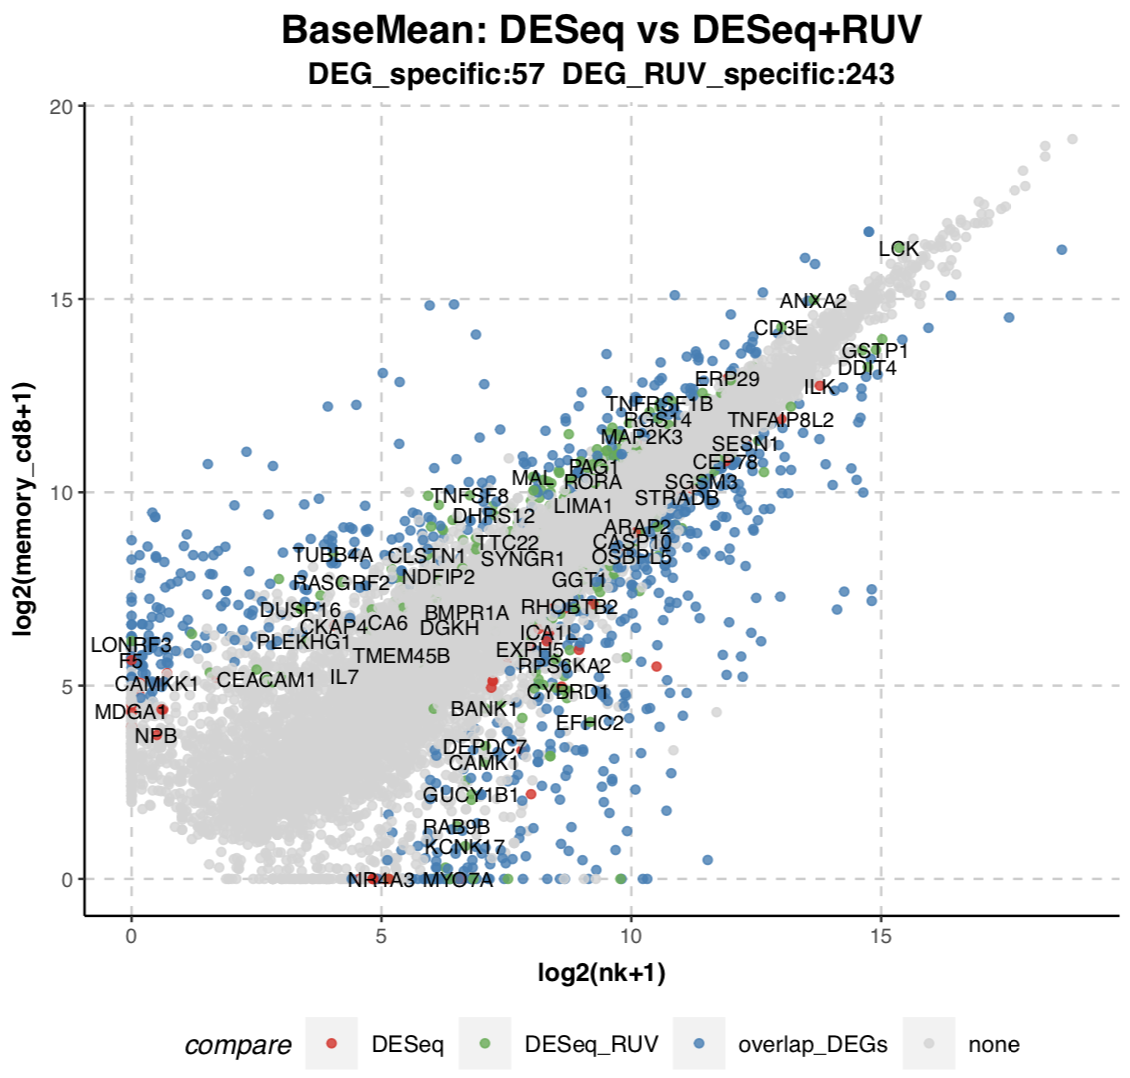 BaseMean: DESeq vs DESeq+RUV
DEG_specific:57 DEG_RUV_specific:243
20
15
10
5
0
log2(memory_cd8+1)
LCK
ANXA2
CD3E
GSTP1
DDIT4
ERP29
ILK
TNFRSF1B
RGS14
TNFAIP8L2
MAP2K3
SESN1
PAG1
CEP78
MAL
RORA
SGSM3
TNFSF8
STRADB
LIMA1
DHRS12
ARAP2
TTC22
CASP10
TUBB4A
CLSTN1
SYNGR1
OSBPL5
RASGRF2
NDFIP2
GGT1
DUSP16
BMPR1A
RHOBTB2
CKAP4
CA6
DGKH
ICA1L
LONRF3
PLEKHG1
EXPH5
F5
TMEM45B
RPS6KA2
CAMKK1
CEACAM1
IL7
CYBRD1
MDGA1
BANK1
EFHC2
NPB
DEPDC7
CAMK1
GUCY1B1
RAB9B
KCNK17
NR4A3
MYO7A
0
5
10
15
log2(nk+1)
compare
DESeq
DESeq_RUV
overlap_DEGs
none